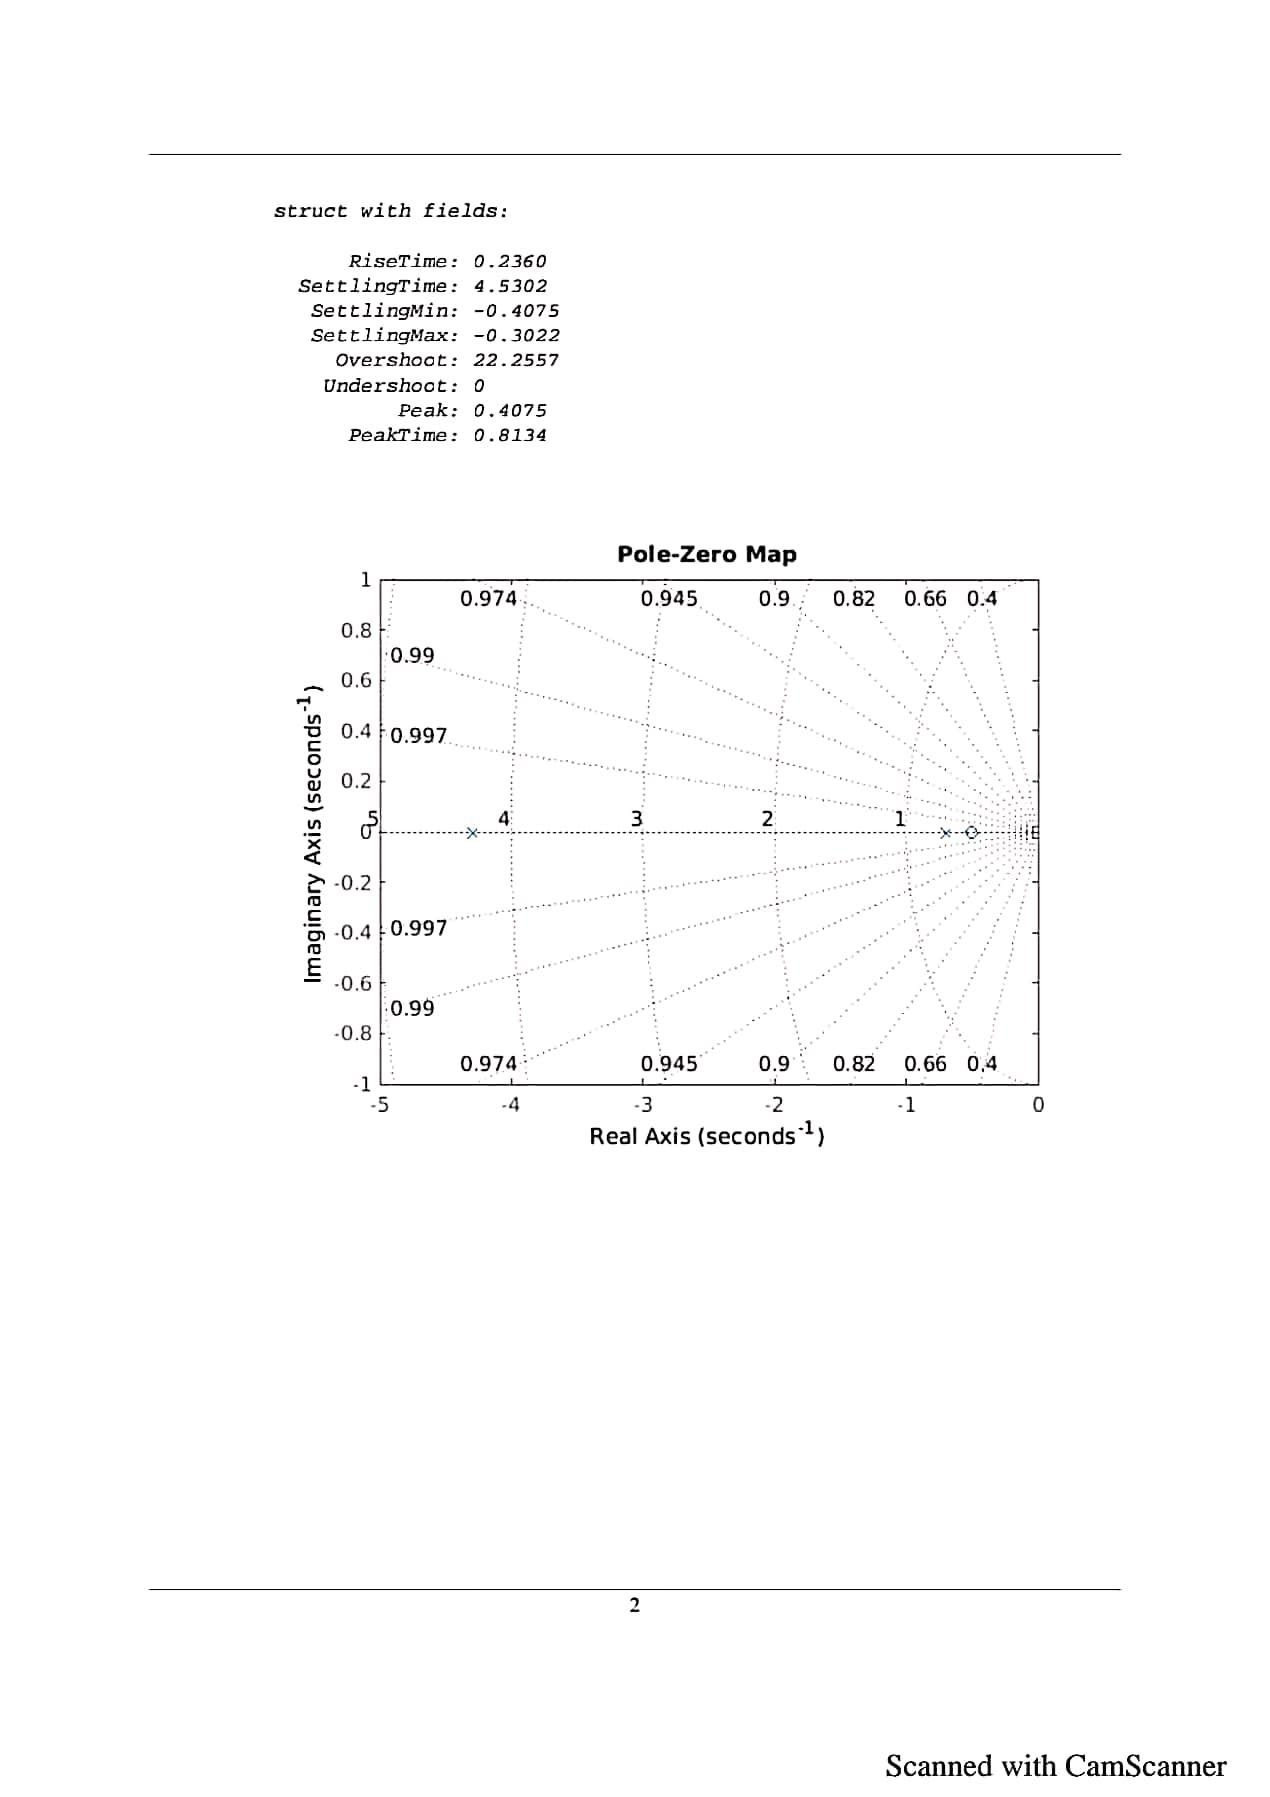 struct with fields:
RiseTime: 0.2360
SettlingTime: 4.5302
SettlingMin: -0.4075
SettlingMax: -0.3022
Overshoot: 22.2557
Undershoot: 0
Peak: 0.4075
PeakTime: 0.8134
Pole-Zero Map
1
0.974 0.945 0.9 0.82 0.66 0.4
0.8
0.99
0.6
0.4
0.997
0.2
5 4 3 2 1
0
-0.2
-0.4
0.997
-0.6
0.99
-0.8
0.974 0.945 0.9 0.82 0.66 0.4
-1
-5 -4 -3 -2 -1 0
Real Axis (seconds-1)
Imaginary Axis (seconds-1)
2
Scanned with CamScanner